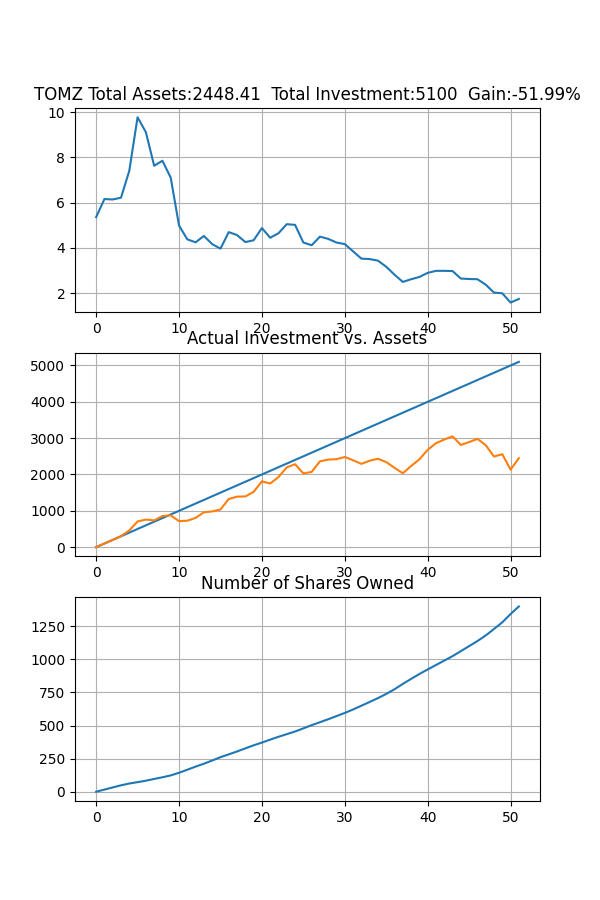 TOMZ Total Assets:2448.41  Total Investment:5100  Gain:-51.99%
10
8
6
4
2
0 10 20 30 40 50
Actual Investment vs. Assets
5000
4000
3000
2000
1000
0
0 10 20 30 40 50
Number of Shares Owned
1250
1000
750
500
250
0
0 10 20 30 40 50